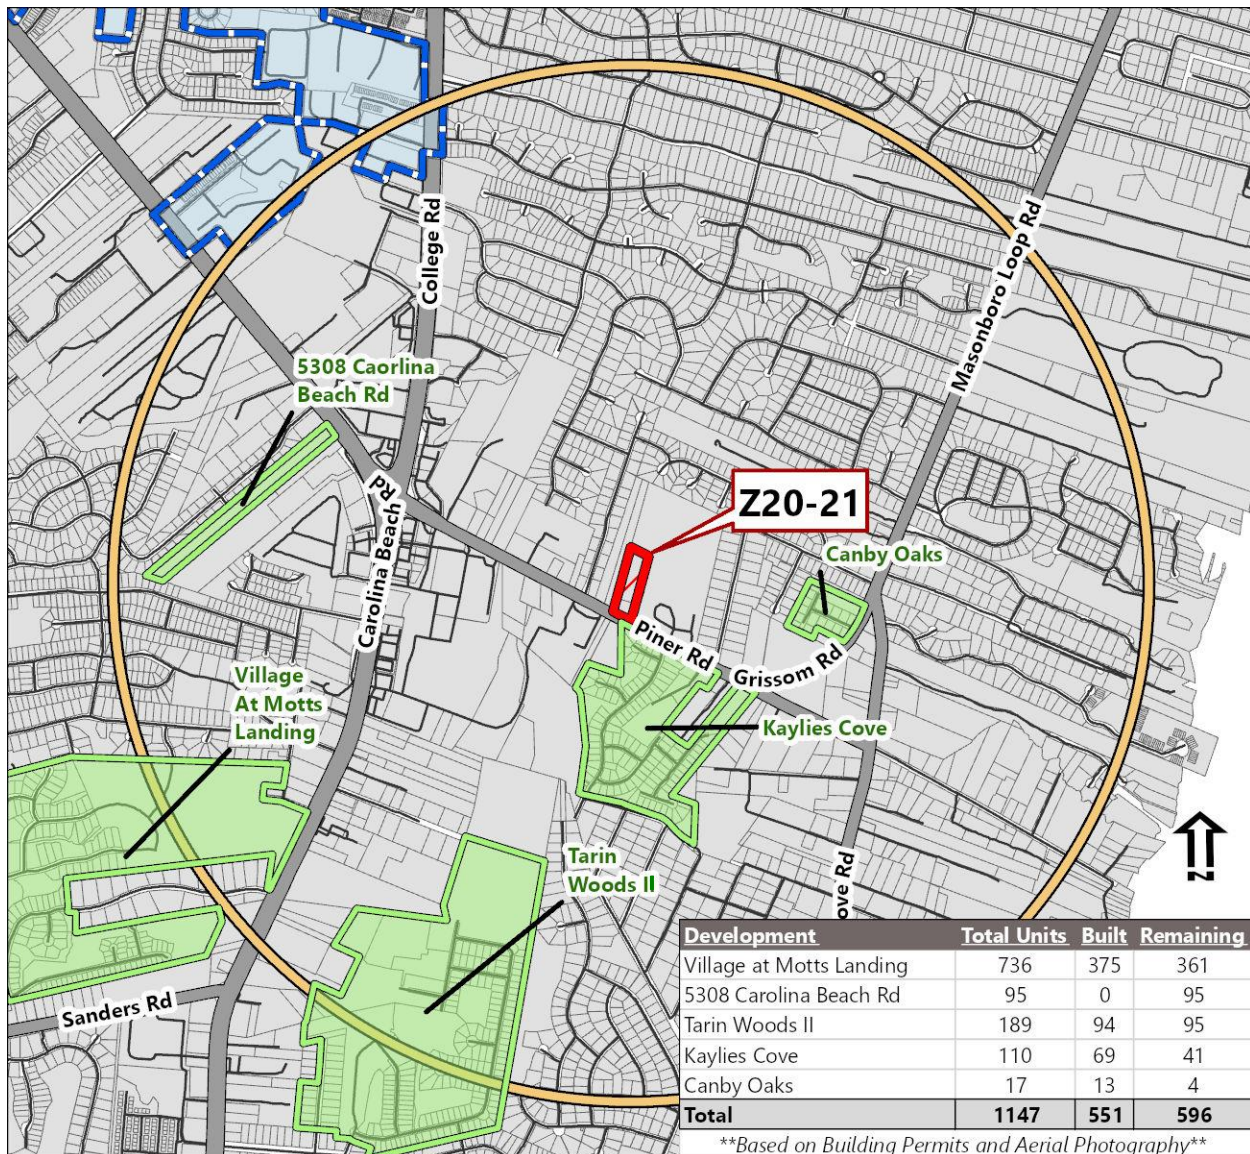 College Rd
Masonboro Loop Rd
5308 Caorlina
Beach Rd
Rd
Carolina Beach
Z20-21
Canby Oaks
Piner Rd
Grissom Rd
Village
At Motts
Landing
Kaylies Cove
Tarin
Woods II
ove Rd
Sanders Rd
N
Development Total Units Built Remaining
Village at Motts Landing 736 375 361
5308 Carolina Beach Rd 95 0 95
Tarin Woods II 189 94 95
Kaylies Cove 110 69 41
Canby Oaks 17 13 4
Total 1147 551 596
**Based on Building Permits and Aerial Photography**